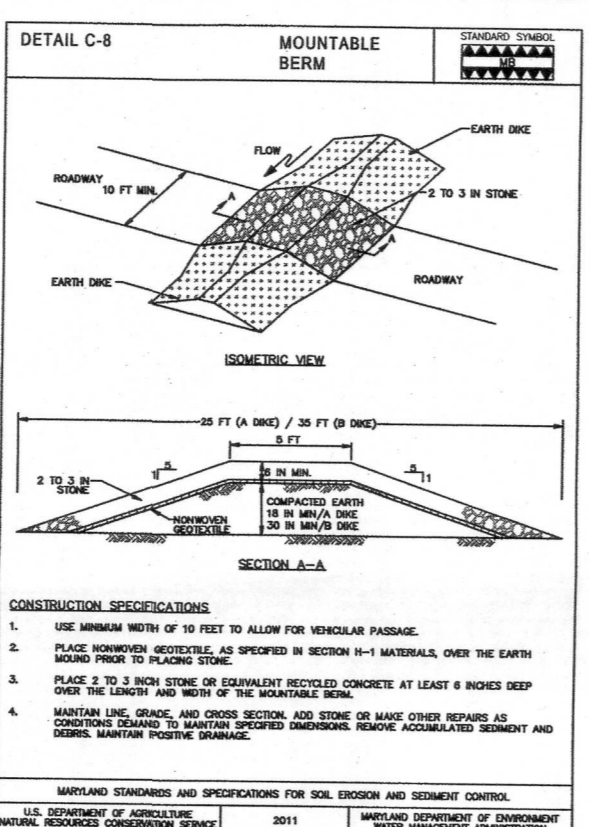 DETAIL C-8
MOUNTABLE
BERM
STANDARD SYMBOL
MB
FLOW
EARTH DIKE
ROADWAY
10 FT MIN.
A
2 TO 3 IN STONE
A
EARTH DIKE
ROADWAY
ISOMETRIC VIEW
25 FT (A DIKE) / 35 FT (B DIKE)
5 FT
5
1
6 IN MIN.
5
1
2 TO 3 IN
STONE
NONWOVEN
GEOTEXTILE
COMPACTED EARTH
18 IN MIN/A DIKE
30 IN MIN/B DIKE
SECTION A-A
CONSTRUCTION SPECIFICATIONS
1. USE MINIMUM WIDTH OF 10 FEET TO ALLOW FOR VEHICULAR PASSAGE.
2. PLACE NONWOVEN GEOTEXTILE, AS SPECIFIED IN SECTION H-1 MATERIALS, OVER THE EARTH
MOUND PRIOR TO PLACING STONE.
3. PLACE 2 TO 3 INCH STONE OR EQUIVALENT RECYCLED CONCRETE AT LEAST 6 INCHES DEEP
OVER THE LENGTH AND WIDTH OF THE MOUNTABLE BERM.
4. MAINTAIN LINE, GRADE, AND CROSS SECTION. ADD STONE OR MAKE OTHER REPAIRS AS
CONDITIONS DEMAND TO MAINTAIN SPECIFIED DIMENSIONS. REMOVE ACCUMULATED SEDIMENT AND
DEBRIS. MAINTAIN POSITIVE DRAINAGE.
MARYLAND STANDARDS AND SPECIFICATIONS FOR SOIL EROSION AND SEDIMENT CONTROL
U.S. DEPARTMENT OF AGRICULTURE
NATURAL RESOURCES CONSERVATION SERVICE
2011
MARYLAND DEPARTMENT OF ENVIRONMENT
WATER MANAGEMENT ADMINISTRATION